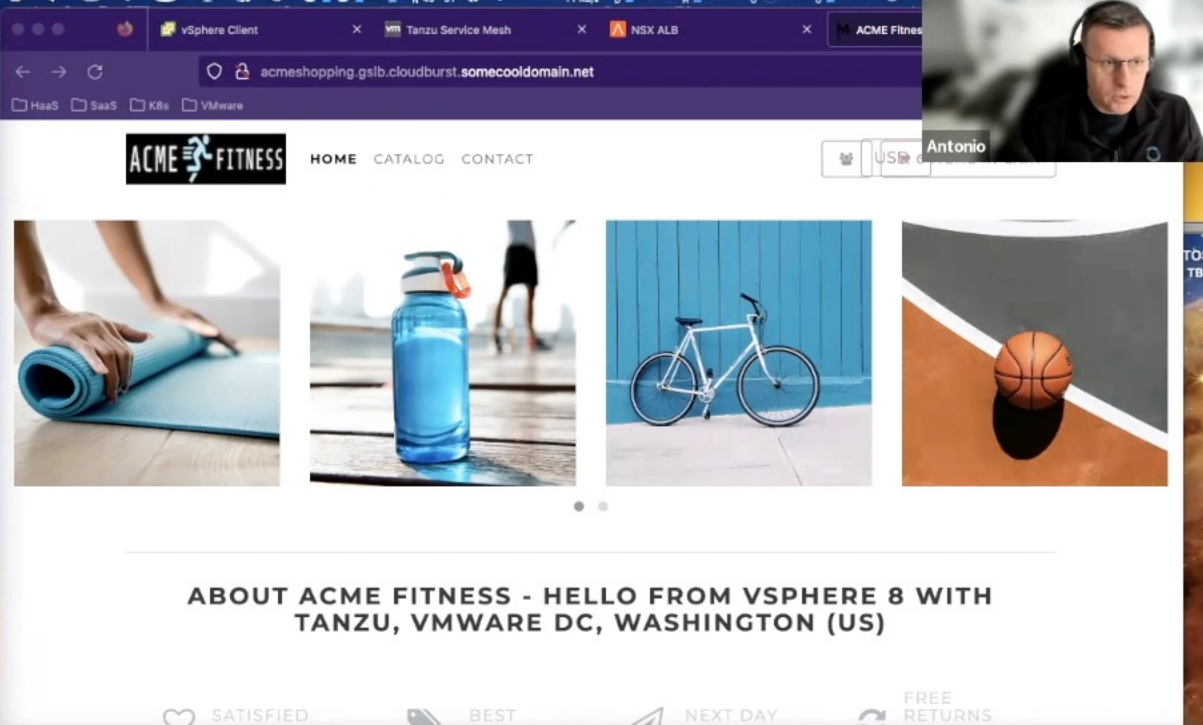 vSphere Client
Tanzu Service Mesh
NSX ALB
ACME Fitnes
acmeshopping.gslb.cloudburst.somecooldomain.net
HaaS SaaS K8s VMware
Antonio
ACME FITNESS
HOME CATALOG CONTACT
ABOUT ACME FITNESS - HELLO FROM VSPHERE 8 WITH
TANZU, VMWARE DC, WASHINGTON (US)
SATISFIED
BEST
NEXT DAY
FREE
RETURNS